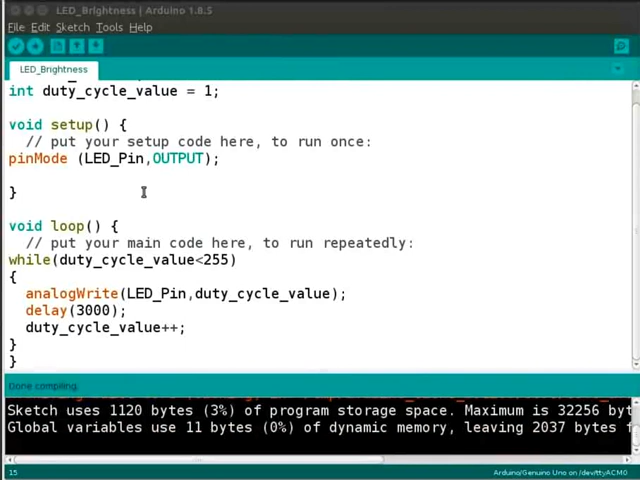 LED_Brightness | Arduino 1.8.5
File Edit Sketch Tools Help
LED_Brightness
int duty_cycle_value = 1;
void setup() {
// put your setup code here, to run once:
pinMode (LED_Pin,OUTPUT);
}
void loop() {
// put your main code here, to run repeatedly:
while(duty_cycle_value<255)
{
analogWrite(LED_Pin,duty_cycle_value);
delay(3000);
duty_cycle_value++;
}
}
Done compiling.
Sketch uses 1120 bytes (3%) of program storage space. Maximum is 32256 byt
Global variables use 11 bytes (0%) of dynamic memory, leaving 2037 bytes f
15
Arduino/Genuino Uno on /dev/ttyACM0